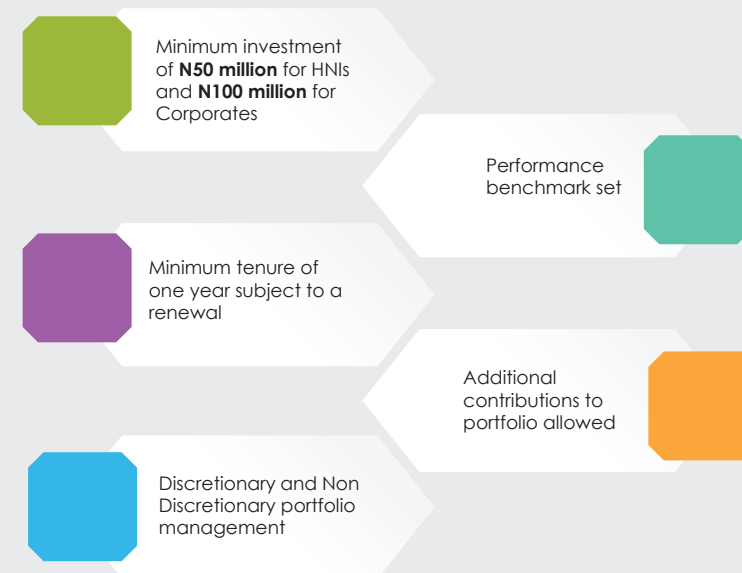 Minimum investment
of N50 million for HNIs
and N100 million for
Corporates
Performance
benchmark set
Minimum tenure of
one year subject to a
renewal
Additional
contributions to
portfolio allowed
Discretionary and Non
Discretionary portfolio
management